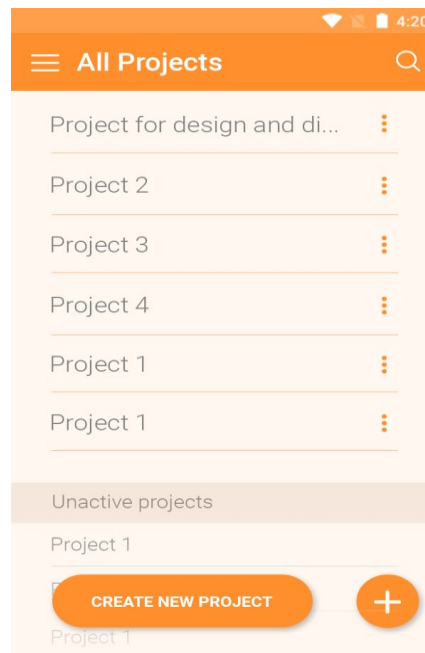 4:20
All Projects
Project for design and di...
Project 2
Project 3
Project 4
Project 1
Project 1
Unactive projects
Project 1
CREATE NEW PROJECT
Project 1